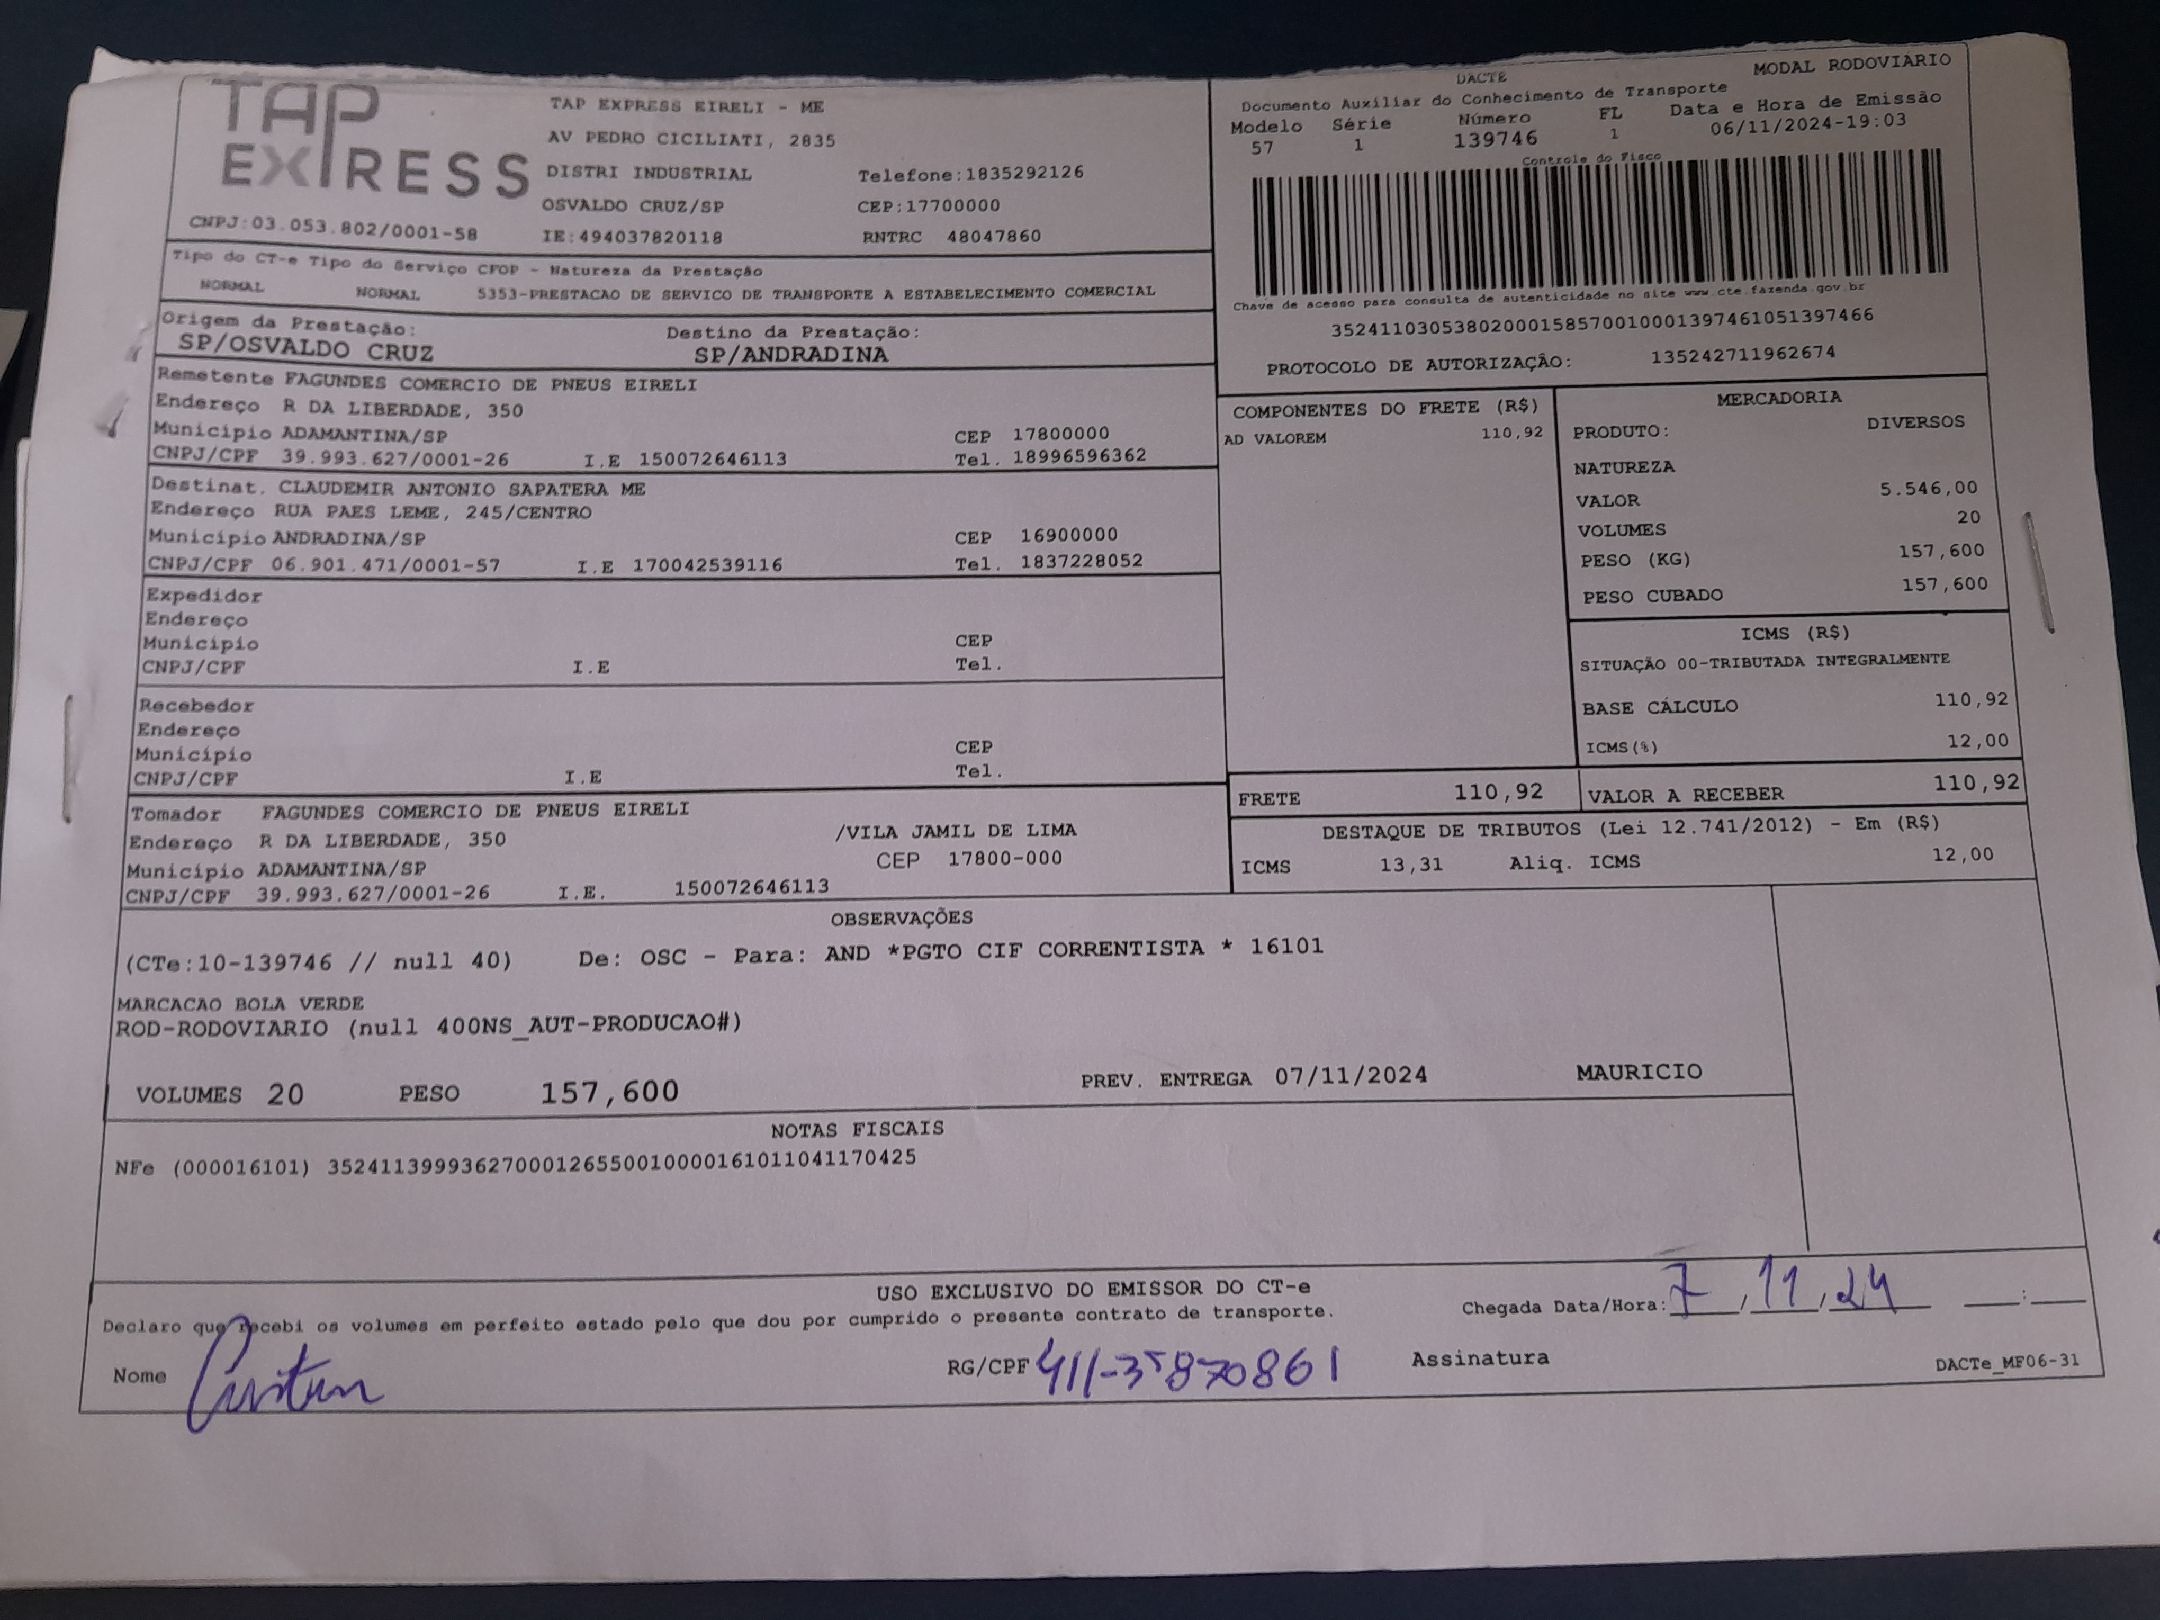 TAP
EXPRESS
TAP EXPRESS EIRELI - ME
AV PEDRO CICILIATI, 2835
DISTRI INDUSTRIAL Telefone:1835292126
OSVALDO CRUZ/SP CEP:17700000
CNPJ:03.053.802/0001-58 IE:494037820118 RNTRC 48047860
DACTE MODAL RODOVIARIO
Documento Auxiliar do Conhecimento de Transporte
Modelo Série Número FL Data e Hora de Emissão
57 1 139746 1 06/11/2024-19:03
Controle do Fisco
Chave de acesso para consulta de autenticidade no site www.cte.fazenda.gov.br
35241103053802000158570010001397461051397466
PROTOCOLO DE AUTORIZAÇÂO: 135242711962674
Tipo do CT-e Tipo do Serviço CFOP - Natureza da Prestação
NORMAL NORMAL 5353-PRESTACAO DE SERVICO DE TRANSPORTE A ESTABELECIMENTO COMERCIAL
Origem da Prestação: Destino da Prestação:
SP/OSVALDO CRUZ SP/ANDRADINA
Remetente FAGUNDES COMERCIO DE PNEUS EIRELI
Endereço R DA LIBERDADE, 350
Município ADAMANTINA/SP CEP 17800000
CNPJ/CPF 39.993.627/0001-26 I.E 150072646113 Tel. 18996596362
Destinat. CLAUDEMIR ANTONIO SAPATERA ME
Endereço RUA PAES LEME, 245/CENTRO
Município ANDRADINA/SP CEP 16900000
CNPJ/CPF 06.901.471/0001-57 I.E 170042539116 Tel. 1837228052
Expedidor
Endereço
Município CEP
CNPJ/CPF I.E Tel.
Recebedor
Endereço
Município CEP
CNPJ/CPF I.E Tel.
Tomador FAGUNDES COMERCIO DE PNEUS EIRELI
Endereço R DA LIBERDADE, 350 /VILA JAMIL DE LIMA
Município ADAMANTINA/SP CEP 17800-000
CNPJ/CPF 39.993.627/0001-26 I.E. 150072646113
COMPONENTES DO FRETE (R$)
AD VALOREM 110,92
MERCADORIA
PRODUTO: DIVERSOS
NATUREZA
VALOR 5.546,00
VOLUMES 20
PESO (KG) 157,600
PESO CUBADO 157,600
ICMS (R$)
SITUAÇÃO 00-TRIBUTADA INTEGRALMENTE
BASE CÁLCULO 110,92
ICMS(%) 12,00
FRETE 110,92 VALOR A RECEBER 110,92
DESTAQUE DE TRIBUTOS (Lei 12.741/2012) - Em (R$)
ICMS 13,31 Aliq. ICMS 12,00
OBSERVAÇÕES
(CTe:10-139746 // null 40) De: OSC - Para: AND *PGTO CIF CORRENTISTA * 16101
MARCACAO BOLA VERDE
ROD-RODOVIARIO (null 400NS_AUT-PRODUCAO#)
VOLUMES 20 PESO 157,600 PREV. ENTREGA 07/11/2024 MAURICIO
NOTAS FISCAIS
NFe (000016101) 35241139993627000126550010000161011041170425
USO EXCLUSIVO DO EMISSOR DO CT-e
Declaro que recebi os volumes em perfeito estado pelo que dou por cumprido o presente contrato de transporte. Chegada Data/Hora: 7/11/24 __:__
Nome RG/CPF 411-35870861 Assinatura DACTe_MF06-31